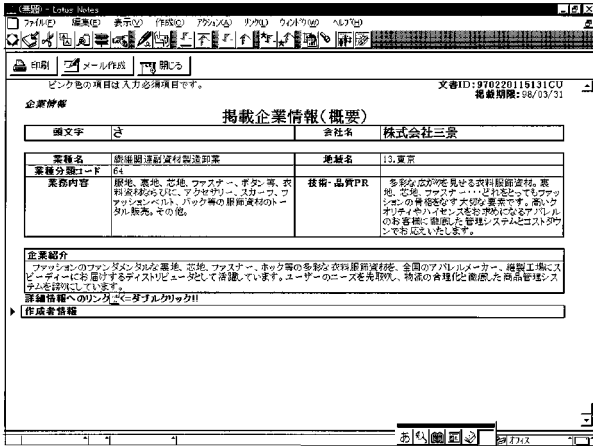 (無題) - Lotus Notes
ファイル(F) 編集(E) 表示(V) 作成(C) アクション(A) リンク(L) ウィンドウ(W) ヘルプ(H)
印刷 メール作成 閉じる
ピンク色の項目は入力必須項目です。
文書ID:970220115131CU
掲載期限:98/03/31
企業情報
掲載企業情報(概要)
頭文字 さ 会社名 株式会社三景
業種名 繊維関連副資材製造卸業 地域名 13.東京
業種分類コード 64
業務内容 服地、裏地、芯地、ファスナー、ボタン等、衣
料資材ならびに、アクセサリー、スカーフ、フ
ァッションベルト、バック等の服飾資材のトー
タル販売。その他。
技術・品質PR 多彩な広がりを見せる衣料服飾資材。裏
地、芯地、ファスナー・・・どれをとってもファッ
ションの骨格をなす大切な要素です。高いク
オリティやハイセンスをお求めになるアパレル
のお客様に徹底した管理システムとコストダウ
ンでお応えいたします。
企業紹介
ファッションのファンダメンタルな裏地、芯地、ファスナー、ホック等の多彩な衣料服飾資材を、全国のアパレルメーカー、縫製工場にス
ピーディーにお届けするディストリビュータとして活躍しています。ユーザーのニーズを先取りし、物流の合理化と徹底した商品管理シス
テムを誇りにしています。
詳細情報へのリンク <=ダブルクリック!!
作成者情報
あ
オフィス